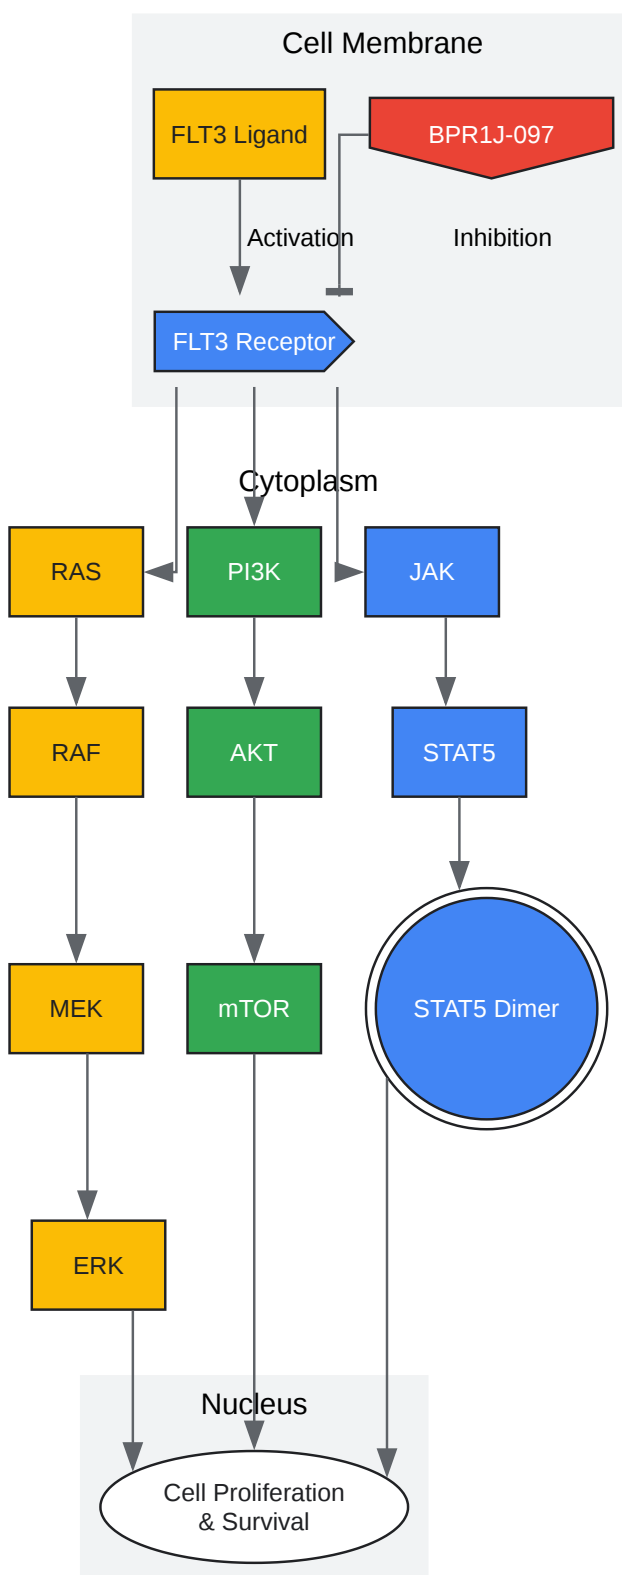 Cell Membrane
FLT3 Ligand
BPR1J-097
Activation
Inhibition
FLT3 Receptor
Cytoplasm
RAS
PI3K
JAK
RAF
AKT
STAT5
MEK
mTOR
STAT5 Dimer
ERK
Nucleus
Cell Proliferation
& Survival